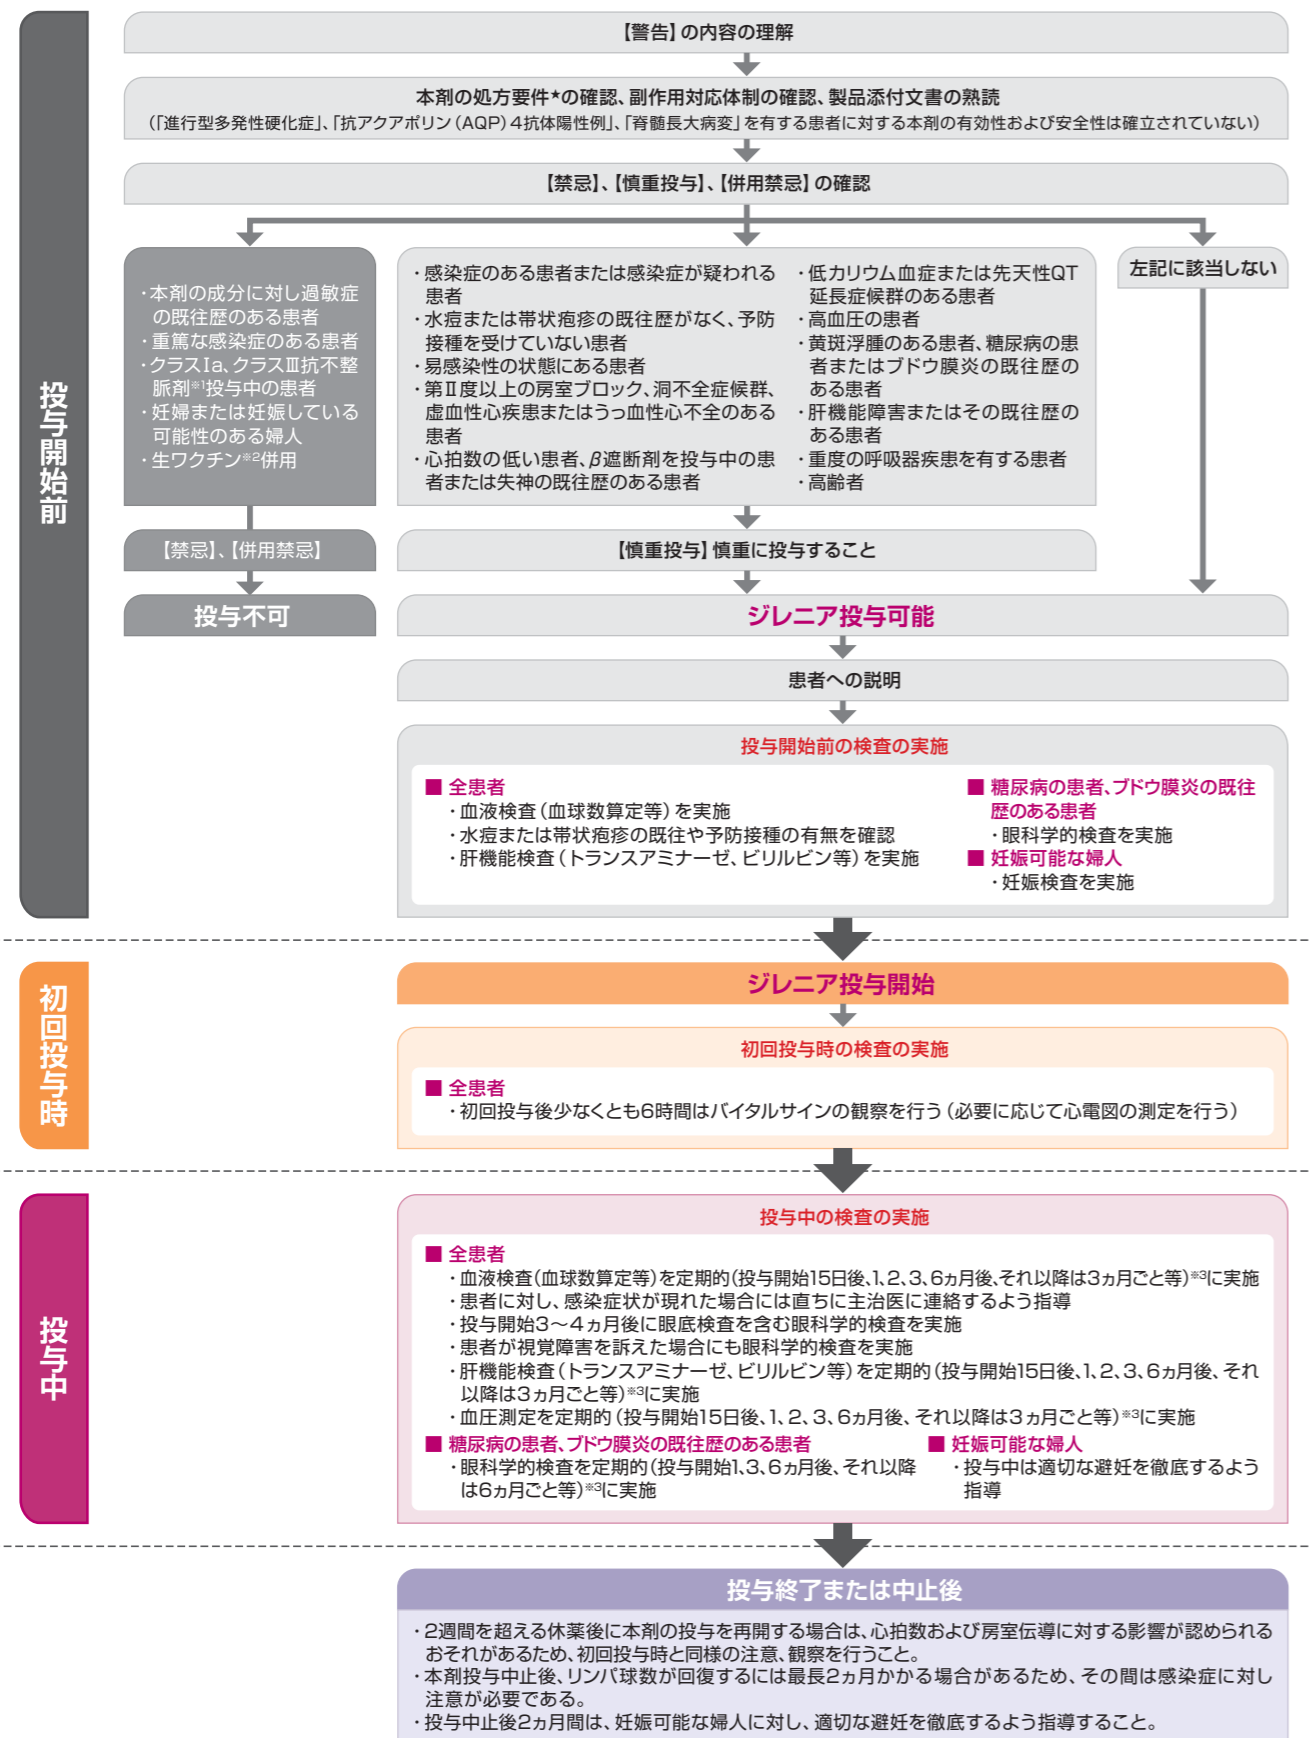 投与開始前
【警告】の内容の理解
本剤の処方要件★の確認、副作用対応体制の確認、製品添付文書の熟読
（「進行型多発性硬化症」、「抗アクアポリン（AQP）4抗体陽性例」、「脊髄長大病変」を有する患者に対する本剤の有効性および安全性は確立されていない）
【禁忌】、【慎重投与】、【併用禁忌】の確認
・本剤の成分に対し過敏症
の既往歴のある患者
・重篤な感染症のある患者
・クラスⅠa、クラスⅢ抗不整
脈剤※1投与中の患者
・妊婦または妊娠している
可能性のある婦人
・生ワクチン※2併用
【禁忌】、【併用禁忌】
投与不可
・感染症のある患者または感染症が疑われる
患者
・水痘または帯状疱疹の既往歴がなく、予防
接種を受けていない患者
・易感染性の状態にある患者
・第Ⅱ度以上の房室ブロック、洞不全症候群、
虚血性心疾患またはうっ血性心不全のある
患者
・心拍数の低い患者、β遮断剤を投与中の患
者または失神の既往歴のある患者
・低カリウム血症または先天性QT
延長症候群のある患者
・高血圧の患者
・黄斑浮腫のある患者、糖尿病の患
者またはブドウ膜炎の既往歴の
ある患者
・肝機能障害またはその既往歴の
ある患者
・重度の呼吸器疾患を有する患者
・高齢者
左記に該当しない
【慎重投与】慎重に投与すること
ジレニア投与可能
患者への説明
投与開始前の検査の実施
■ 全患者
・血液検査（血球数算定等）を実施
・水痘または帯状疱疹の既往や予防接種の有無を確認
・肝機能検査（トランスアミナーゼ、ビリルビン等）を実施
■ 糖尿病の患者、ブドウ膜炎の既往
歴のある患者
・眼科学的検査を実施
■ 妊娠可能な婦人
・妊娠検査を実施
初回投与時
ジレニア投与開始
初回投与時の検査の実施
■ 全患者
・初回投与後少なくとも6時間はバイタルサインの観察を行う（必要に応じて心電図の測定を行う）
投与中
投与中の検査の実施
■ 全患者
・血液検査（血球数算定等）を定期的（投与開始15日後、1、2、3、6ヵ月後、それ以降は3ヵ月ごと等）※3に実施
・患者に対し、感染症状が現れた場合には直ちに主治医に連絡するよう指導
・投与開始3～4ヵ月後に眼底検査を含む眼科学的検査を実施
・患者が視覚障害を訴えた場合にも眼科学的検査を実施
・肝機能検査（トランスアミナーゼ、ビリルビン等）を定期的（投与開始15日後、1、2、3、6ヵ月後、それ
以降は3ヵ月ごと等）※3に実施
・血圧測定を定期的（投与開始15日後、1、2、3、6ヵ月後、それ以降は3ヵ月ごと等）※3に実施
■ 糖尿病の患者、ブドウ膜炎の既往歴のある患者
・眼科学的検査を定期的（投与開始1、3、6ヵ月後、それ以降
は6ヵ月ごと等）※3に実施
■ 妊娠可能な婦人
・投与中は適切な避妊を徹底するよう
指導
投与終了または中止後
・2週間を超える休薬後に本剤の投与を再開する場合は、心拍数および房室伝導に対する影響が認められる
おそれがあるため、初回投与時と同様の注意、観察を行うこと。
・本剤投与中止後、リンパ球数が回復するには最長2ヵ月かかる場合があるため、その間は感染症に対し
注意が必要である。
・投与中止後2ヵ月間は、妊娠可能な婦人に対し、適切な避妊を徹底するよう指導すること。